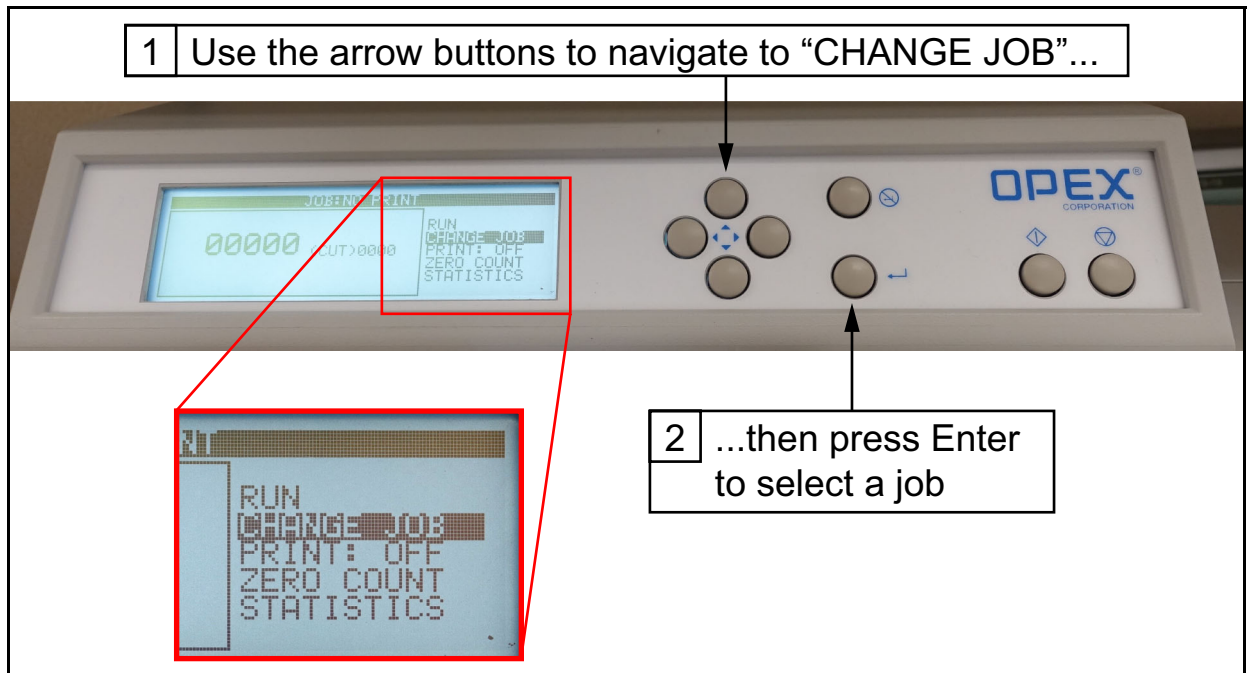 1 Use the arrow buttons to navigate to “CHANGE JOB”...
JOB:NO PRINT
00000 (CUT)0000
RUN
CHANGE JOB
PRINT: OFF
ZERO COUNT
STATISTICS
OPEX®
CORPORATION
NT
RUN
CHANGE JOB
PRINT: OFF
ZERO COUNT
STATISTICS
2 ...then press Enter
to select a job